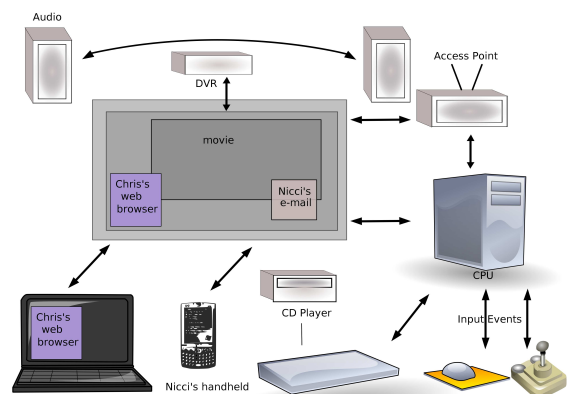 Audio
DVR
Access Point
movie
Chris's
web
browser
Nicci's
e-mail
CPU
Chris's
web
browser
CD Player
Input Events
Nicci's handheld